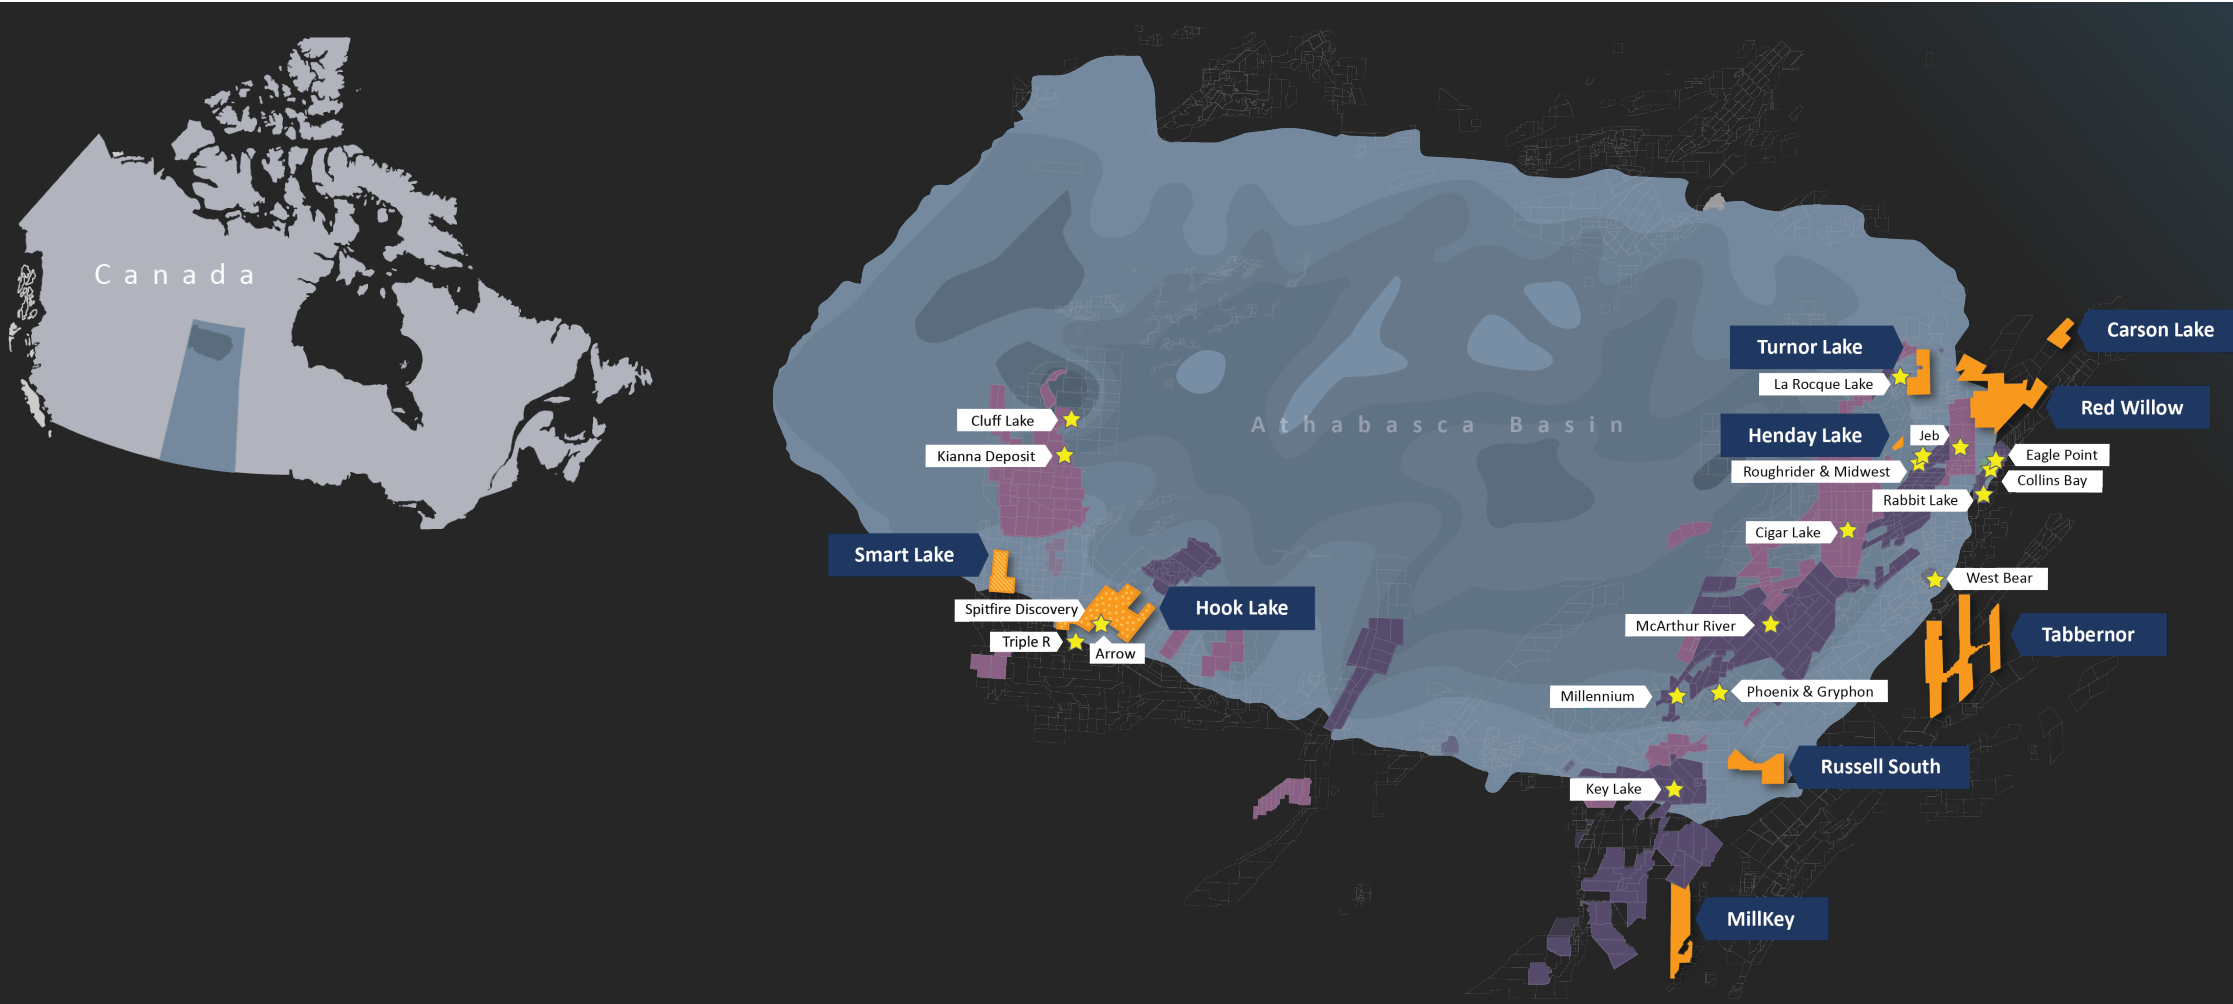 Canada
Athabasca Basin
Carson Lake
Turnor Lake
La Rocque Lake
Red Willow
Cluff Lake
Henday Lake
Jeb
Kianna Deposit
Eagle Point
Roughrider & Midwest
Collins Bay
Rabbit Lake
Cigar Lake
Smart Lake
West Bear
Spitfire Discovery
Hook Lake
McArthur River
Tabbernor
Triple R
Arrow
Millennium
Phoenix & Gryphon
Russell South
Key Lake
MillKey